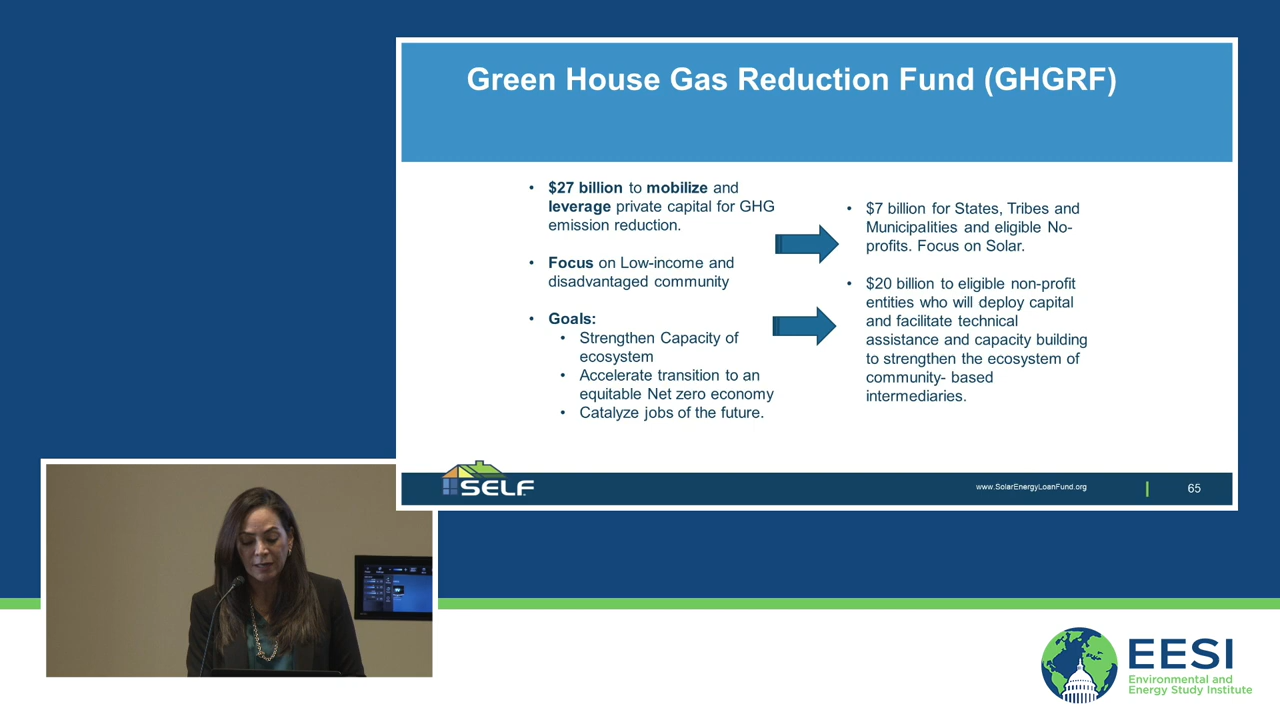 Green House Gas Reduction Fund (GHGRF)
• $27 billion to mobilize and
leverage private capital for GHG
emission reduction.
• Focus on Low-income and
disadvantaged community
• Goals:
• Strengthen Capacity of
ecosystem
• Accelerate transition to an
equitable Net zero economy
• Catalyze jobs of the future.
• $7 billion for States, Tribes and
Municipalities and eligible No-
profits. Focus on Solar.
• $20 billion to eligible non-profit
entities who will deploy capital
and facilitate technical
assistance and capacity building
to strengthen the ecosystem of
community- based
intermediaries.
SELF
www.SolarEnergyLoanFund.org
65
EESI
Environmental and
Energy Study Institute